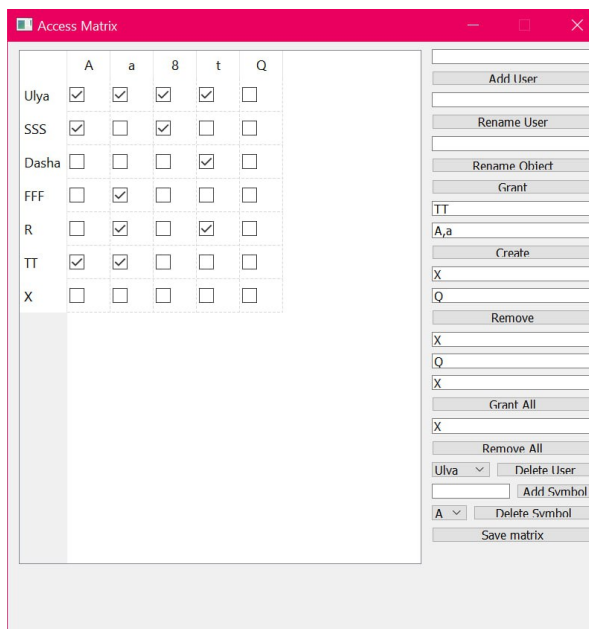 Access Matrix
A a 8 t Q
Ulya
SSS
Dasha
FFF
R
TT
X
Add User
Rename User
Rename Object
Grant
TT
A,a
Create
X
Q
Remove
X
Q
X
Grant All
X
Remove All
Ulya Delete User
Add Symbol
A Delete Symbol
Save matrix